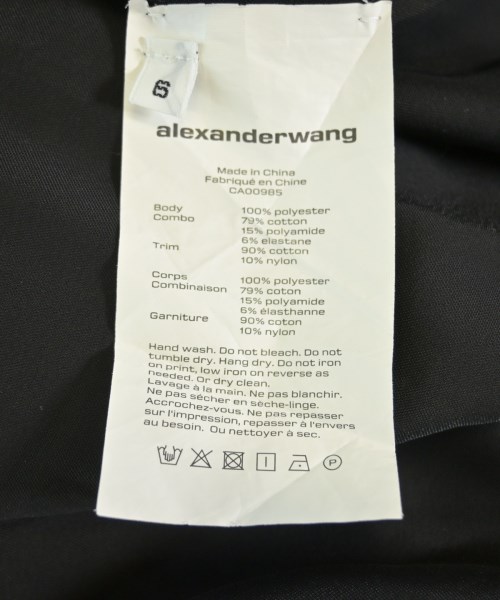 6
alexanderwang
Made in China
Fabriqué en Chine
CA00985
Body 100% polyester
Combo 79% cotton
15% polyamide
6% elastane
Trim 90% cotton
10% nylon
Corps 100% polyester
Combinaison 79% coton
15% polyamide
6% élasthanne
Garniture 90% coton
10% nylon
Hand wash. Do not bleach. Do not
tumble dry. Hang dry. Do not iron
on print, low iron on reverse as
needed. Or dry clean.
Lavage à la main. Ne pas blanchir.
Ne pas sécher en sèche-linge.
Accrochez-vous. Ne pas repasser
sur l'impression, repasser à l'envers
au besoin. Ou nettoyer à sec.
P